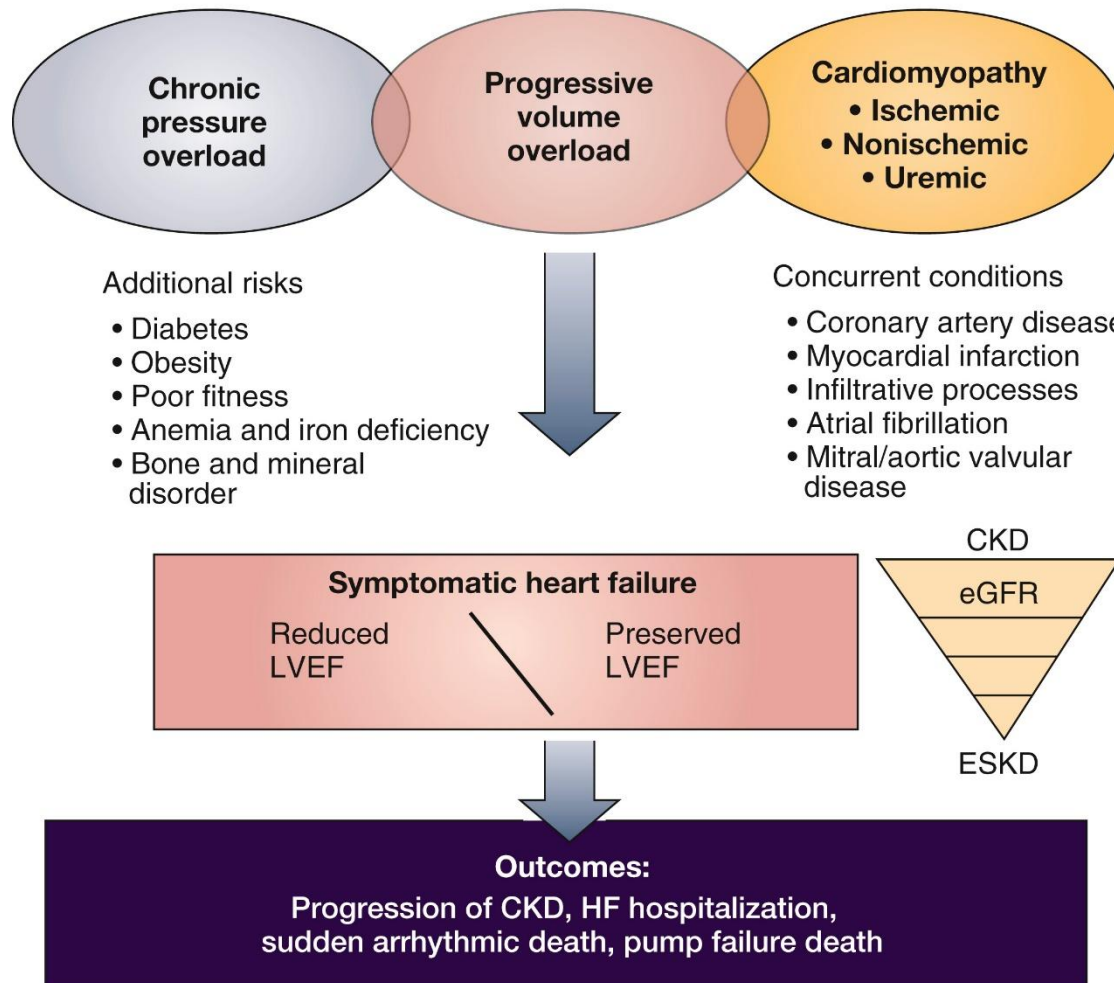 Chronic
pressure
overload
Progressive
volume
overload
Cardiomyopathy
• Ischemic
• Nonischemic
• Uremic
Additional risks
• Diabetes
• Obesity
• Poor fitness
• Anemia and iron deficiency
• Bone and mineral
disorder
Concurrent conditions
• Coronary artery disease
• Myocardial infarction
• Infiltrative processes
• Atrial fibrillation
• Mitral/aortic valvular
disease
Symptomatic heart failure
Reduced
LVEF
Preserved
LVEF
CKD
eGFR
ESKD
Outcomes:
Progression of CKD, HF hospitalization,
sudden arrhythmic death, pump failure death